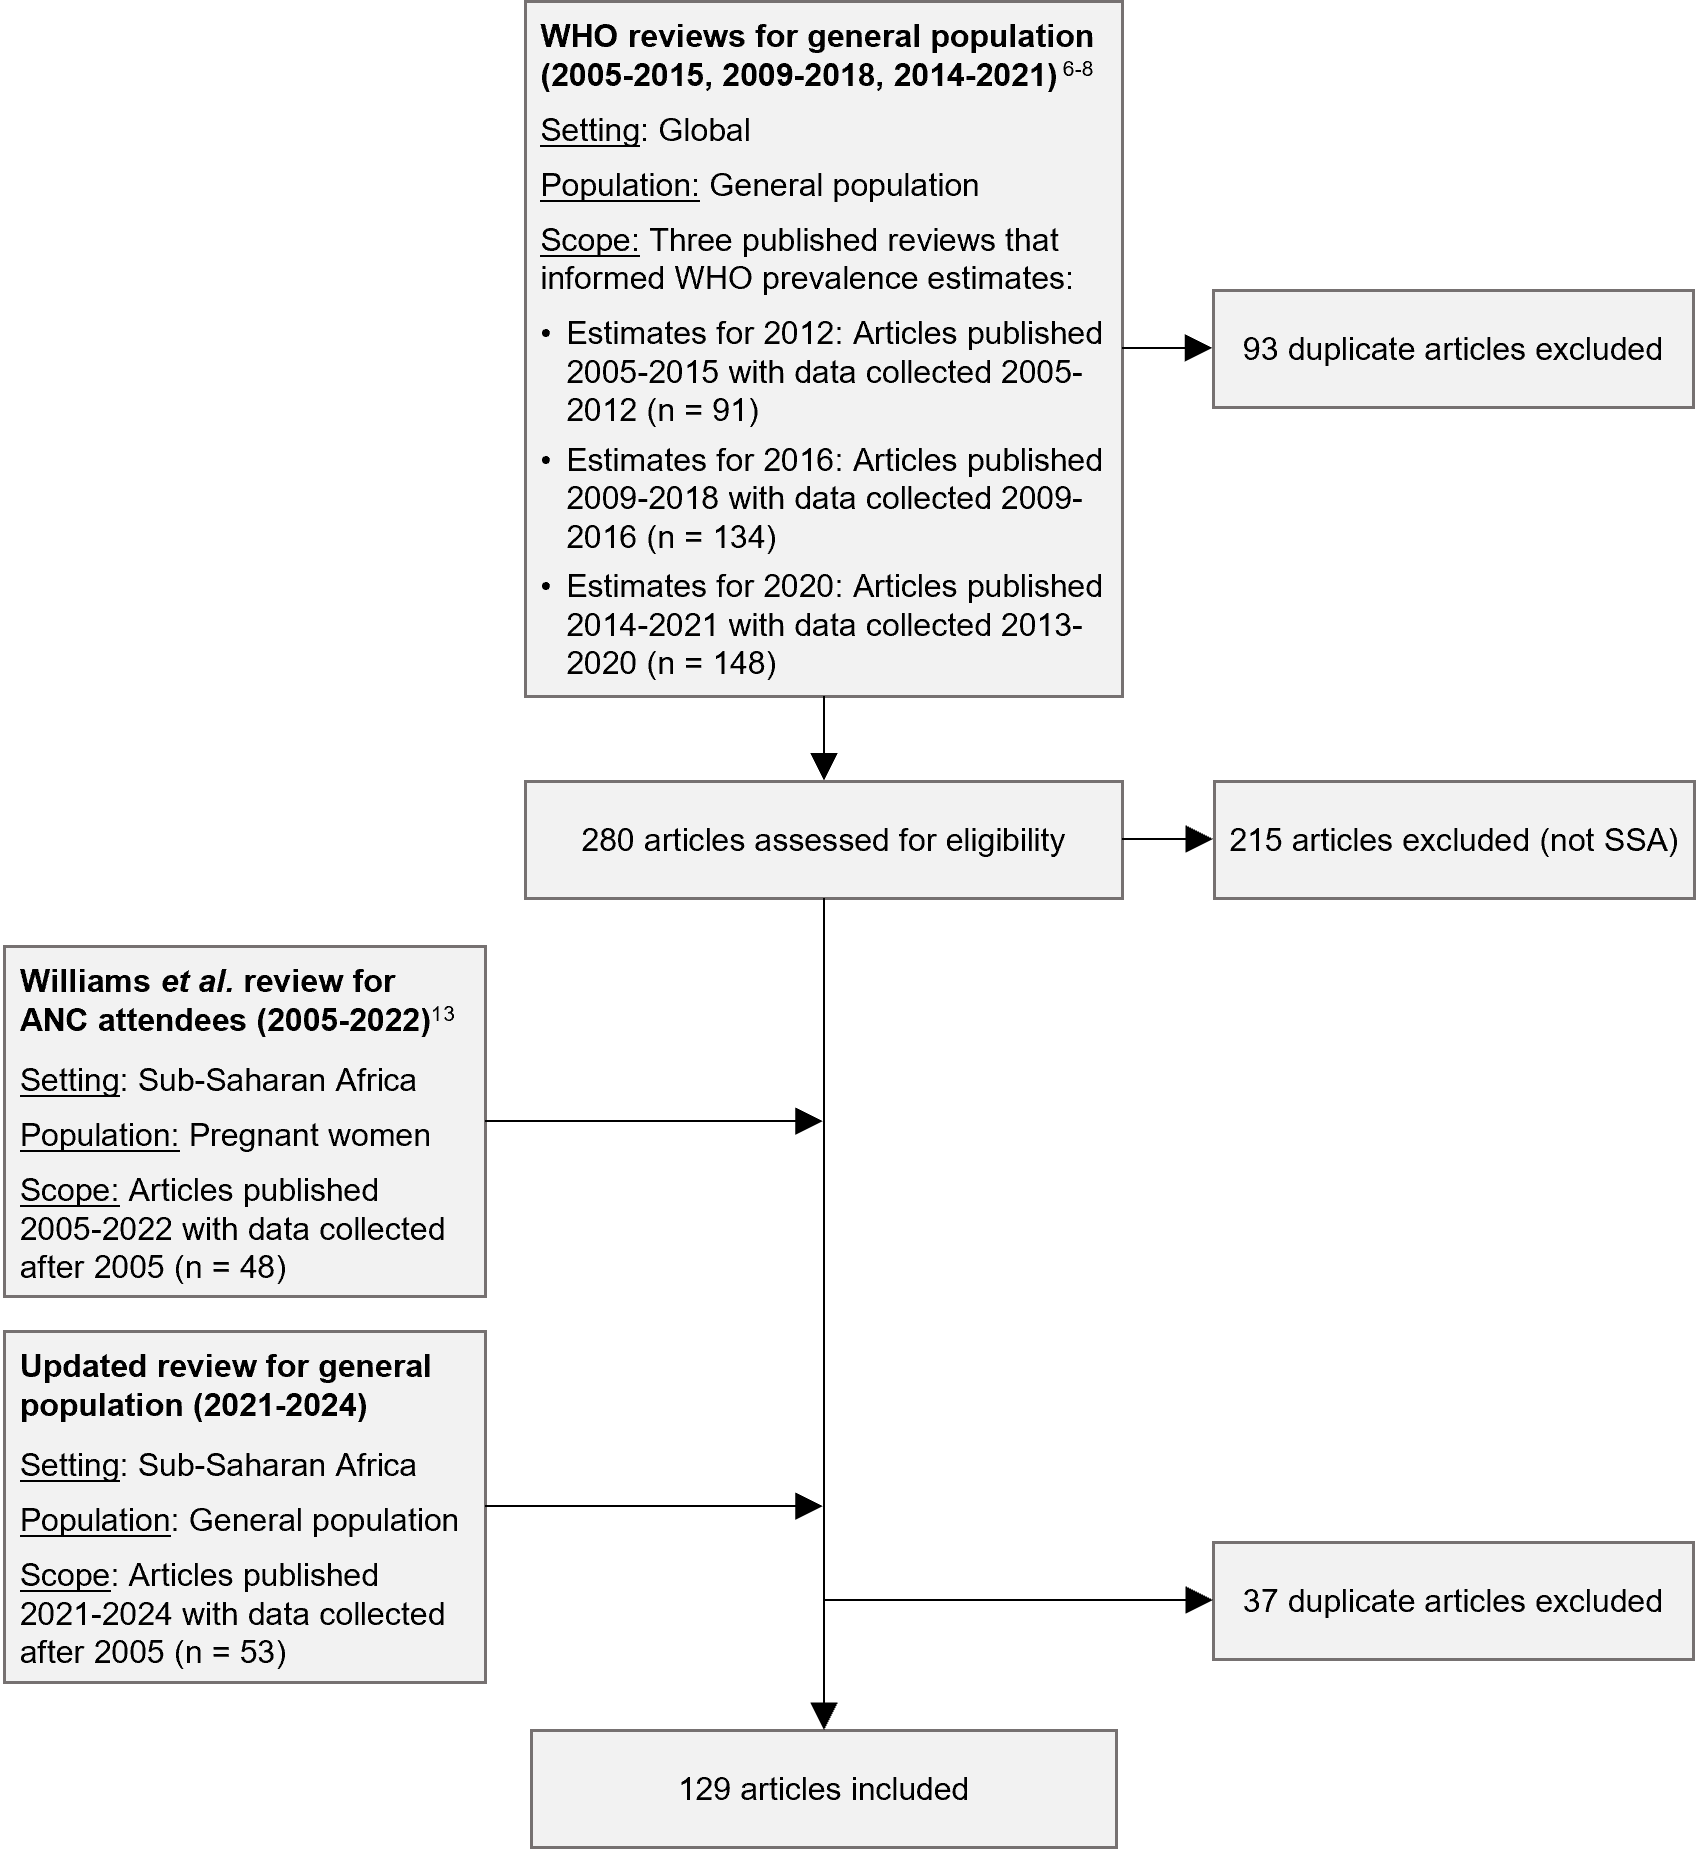 WHO reviews for general population
(2005-2015, 2009-2018, 2014-2021) 6-8
Setting: Global
Population: General population
Scope: Three published reviews that
informed WHO prevalence estimates:
• Estimates for 2012: Articles published
2005-2015 with data collected 2005-
2012 (n = 91)
• Estimates for 2016: Articles published
2009-2018 with data collected 2009-
2016 (n = 134)
• Estimates for 2020: Articles published
2014-2021 with data collected 2013-
2020 (n = 148)
93 duplicate articles excluded
280 articles assessed for eligibility
215 articles excluded (not SSA)
Williams et al. review for
ANC attendees (2005-2022)13
Setting: Sub-Saharan Africa
Population: Pregnant women
Scope: Articles published
2005-2022 with data collected
after 2005 (n = 48)
Updated review for general
population (2021-2024)
Setting: Sub-Saharan Africa
Population: General population
Scope: Articles published
2021-2024 with data collected
after 2005 (n = 53)
37 duplicate articles excluded
129 articles included